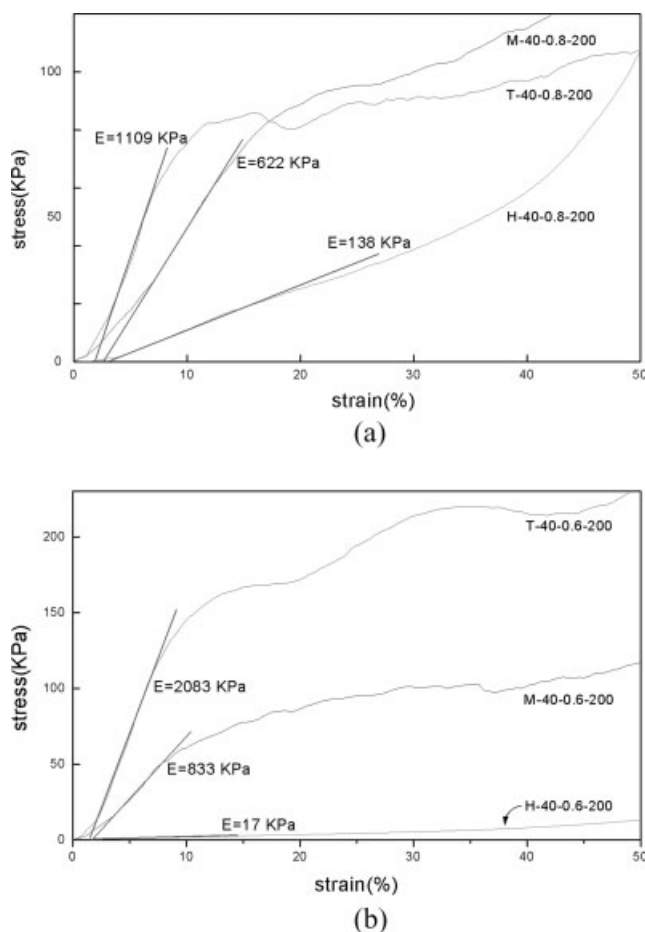 M-40-0.8-200
100
T-40-0.8-200
E=1109 KPa
E=622 KPa
stress(KPa)
H-40-0.8-200
50
E=138 KPa
0
0 10 20 30 40 50
strain(%)
(a)
T-40-0.6-200
200
150
stress(KPa)
E=2083 KPa
100
M-40-0.6-200
E=833 KPa
50
H-40-0.6-200
E=17 KPa
0
0 10 20 30 40 50
strain(%)
(b)